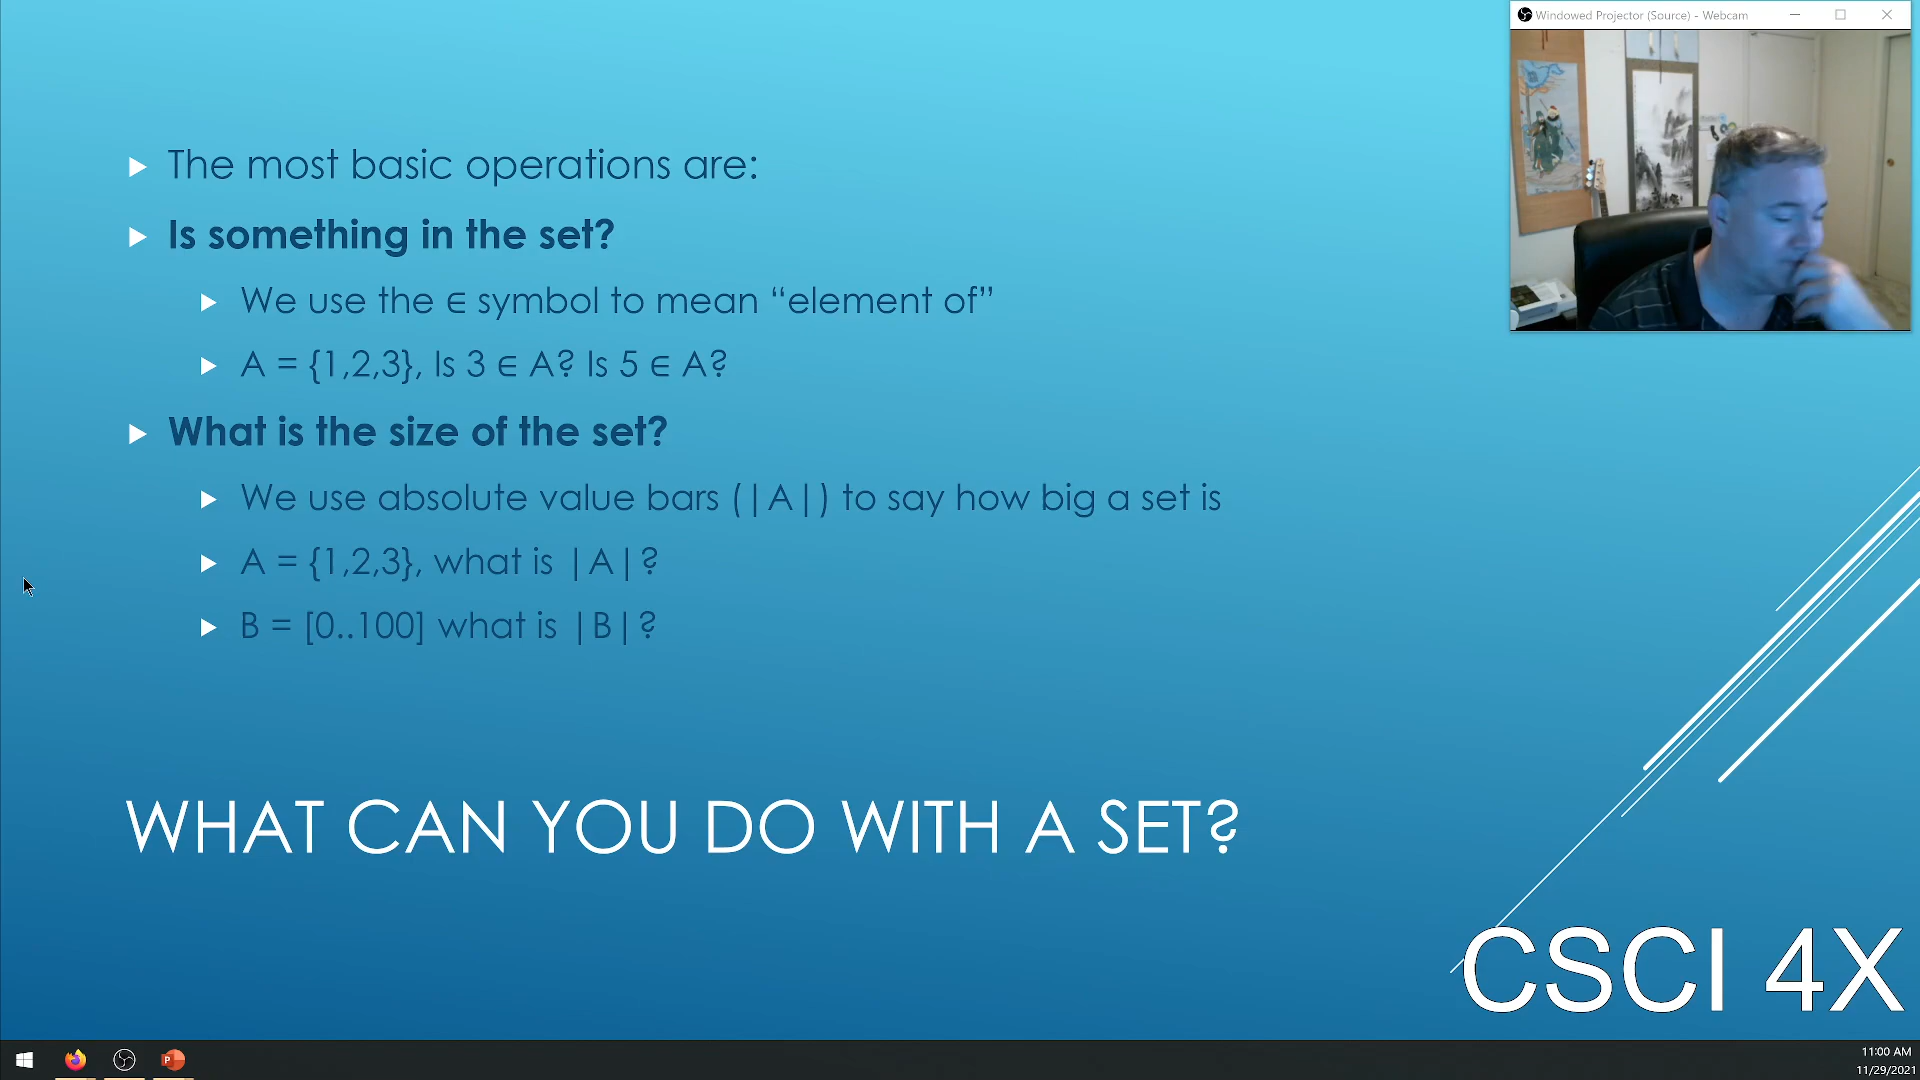 Windowed Projector (Source) - Webcam
The most basic operations are:
Is something in the set?
We use the ∈ symbol to mean “element of”
A = {1,2,3}, Is 3 ∈ A? Is 5 ∈ A?
What is the size of the set?
We use absolute value bars (|A|) to say how big a set is
A = {1,2,3}, what is |A|?
B = [0..100] what is |B|?
WHAT CAN YOU DO WITH A SET?
CSCI 4X
11:00 AM
11/29/2021